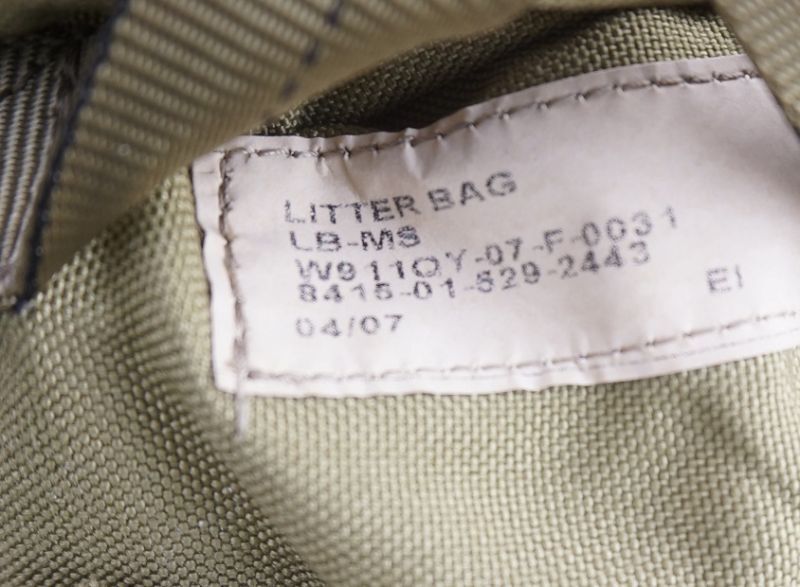 LITTER BAG
LB-MS
W911QY-07-F-0031
8415-01-529-2443
EI
04/07